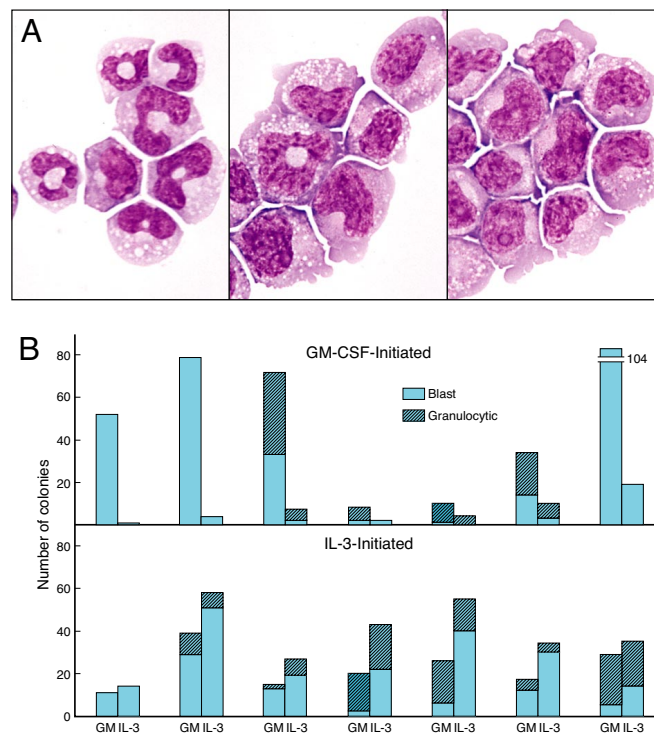 A
B
GM-CSF-Initiated
80
60
40
20
104
Blast
Granulocytic
Number of colonies
IL-3-Initiated
80
60
40
20
0
GM IL-3 GM IL-3 GM IL-3 GM IL-3 GM IL-3 GM IL-3 GM IL-3